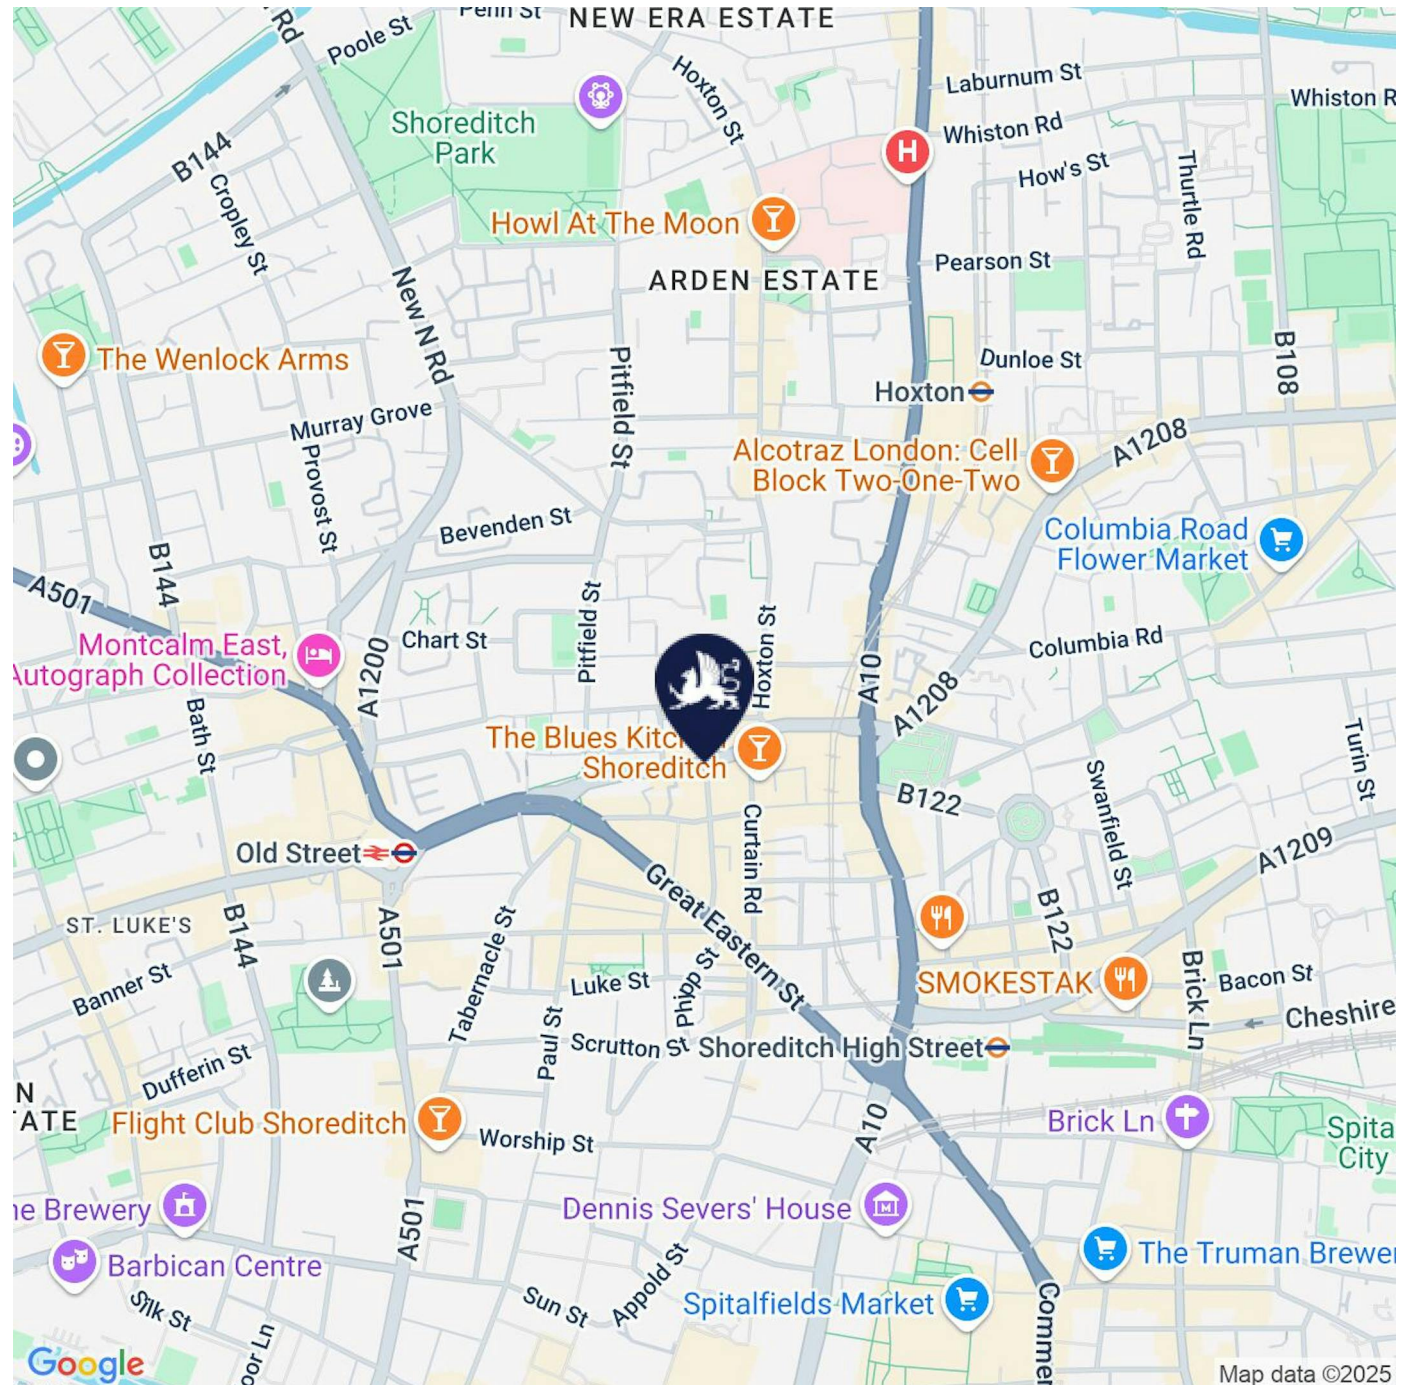 Rd
Poole St
Penn St
NEW ERA ESTATE
Hoxton St
Laburnum St
Whiston R
Whiston Rd
Shoreditch
Park
H
B144
How's St
Thurtle Rd
Cropley St
Howl At The Moon
Pearson St
ARDEN ESTATE
New N Rd
The Wenlock Arms
Pitfield St
Dunloe St
B108
Hoxton
Murray Grove
A1208
Provost St
Alcotraz London: Cell
Block Two-One-Two
Bevenden St
Columbia Road
Flower Market
B144
A501
Pitfield St
Hoxton St
Chart St
Columbia Rd
Montcalm East,
Autograph Collection
A1200
A10
A1208
Bath St
The Blues Kitchen
Shoreditch
Turin St
B122
Swanfield St
Curtain Rd
Old Street
A1209
Great Eastern St
ST. LUKE'S
B144
A501
Tabernacle St
B122
Brick Ln
Banner St
Luke St
Phipp St
SMOKESTAK
Bacon St
Cheshire
Paul St
Scrutton St
Shoreditch High Street
Dufferin St
N
TATE
Flight Club Shoreditch
Worship St
A10
Brick Ln
Spita
City
ne Brewery
A501
Dennis Severs' House
Barbican Centre
The Truman Brewer
Silk St
Sun St
Appold St
Spitalfields Market
Commer
oor Ln
Google
Map data ©2025